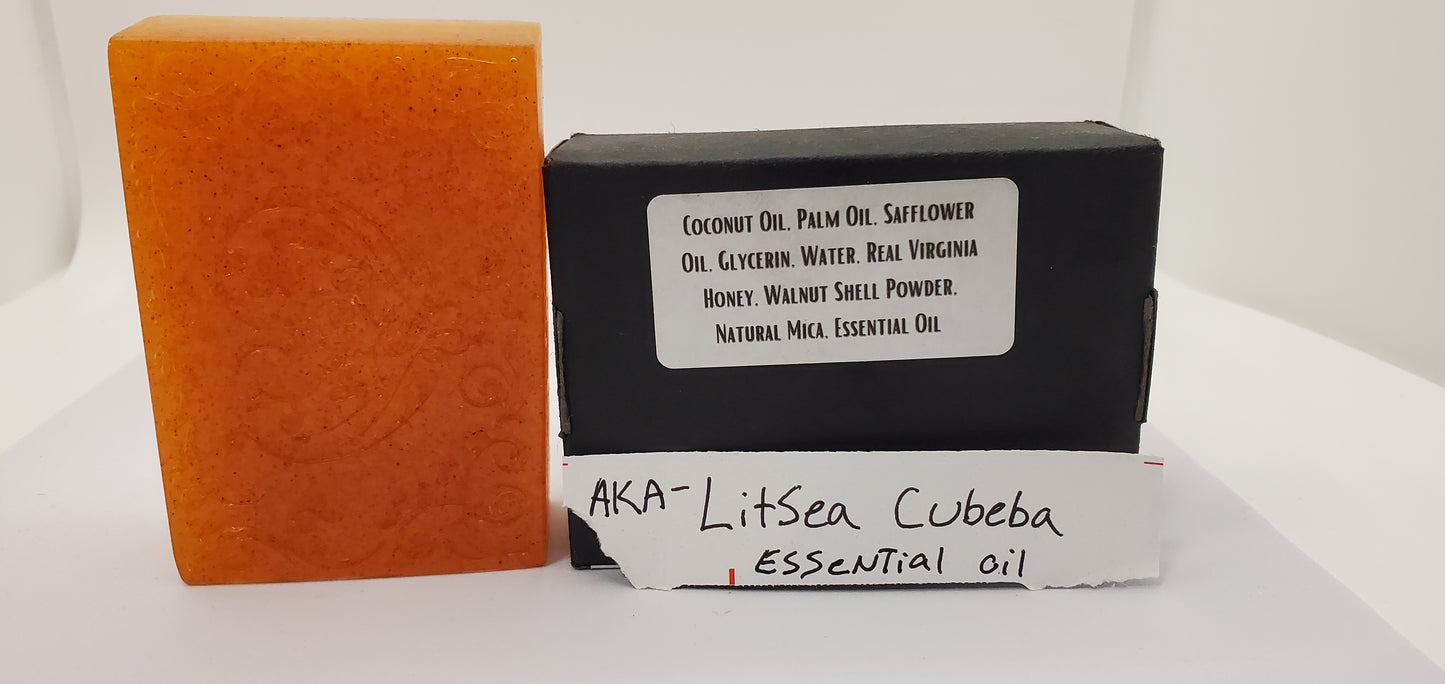 Coconut Oil, Palm Oil, Safflower
Oil, Glycerin, Water, Real Virginia
Honey, Walnut Shell Powder,
Natural Mica, Essential Oil
AKA- LitSea Cubeba
Essential oil